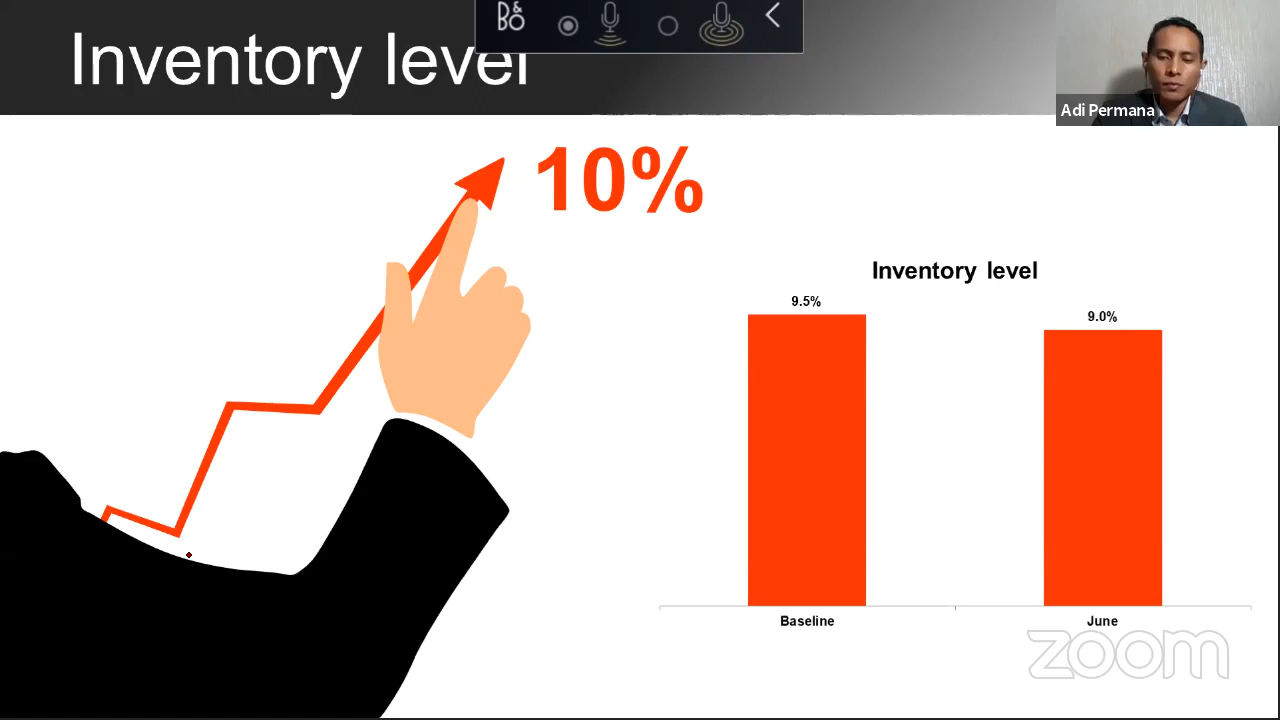 Inventory level
B&O
Adi Permana
10%
Inventory level
9.5%
9.0%
Baseline
June
zoom